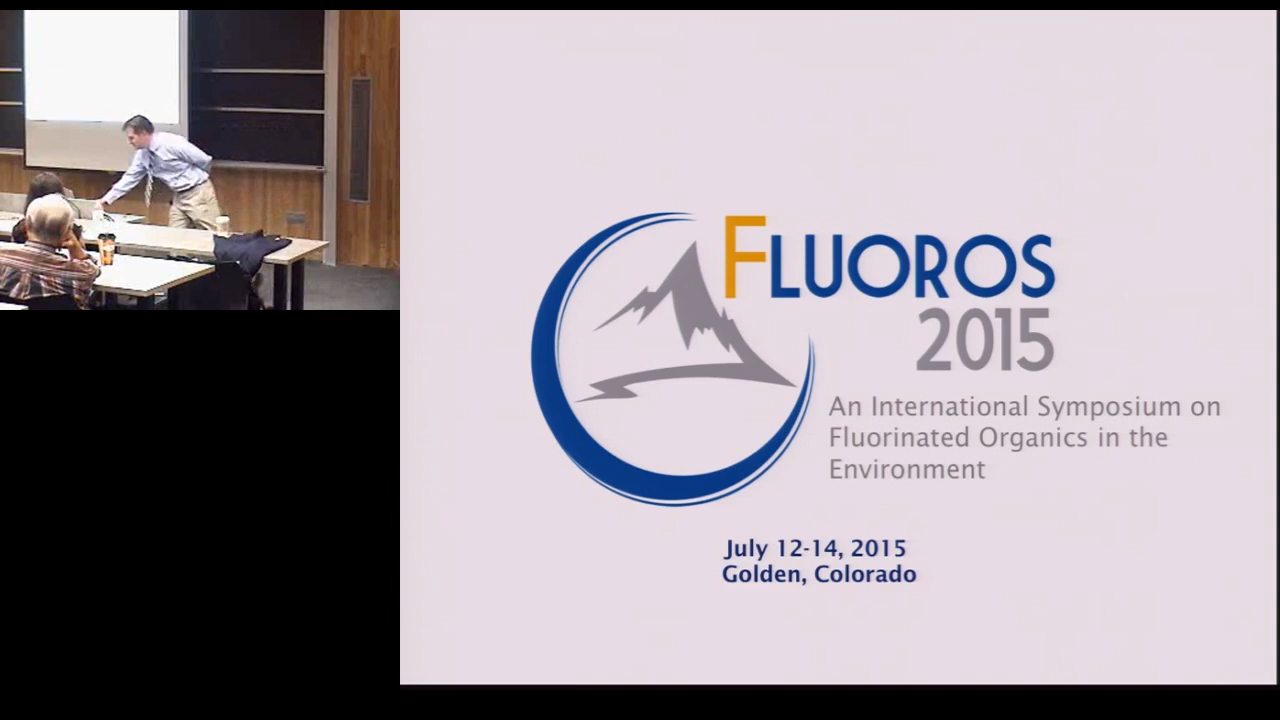 FLUOROS
2015
An International Symposium on
Fluorinated Organics in the
Environment
July 12-14, 2015
Golden, Colorado